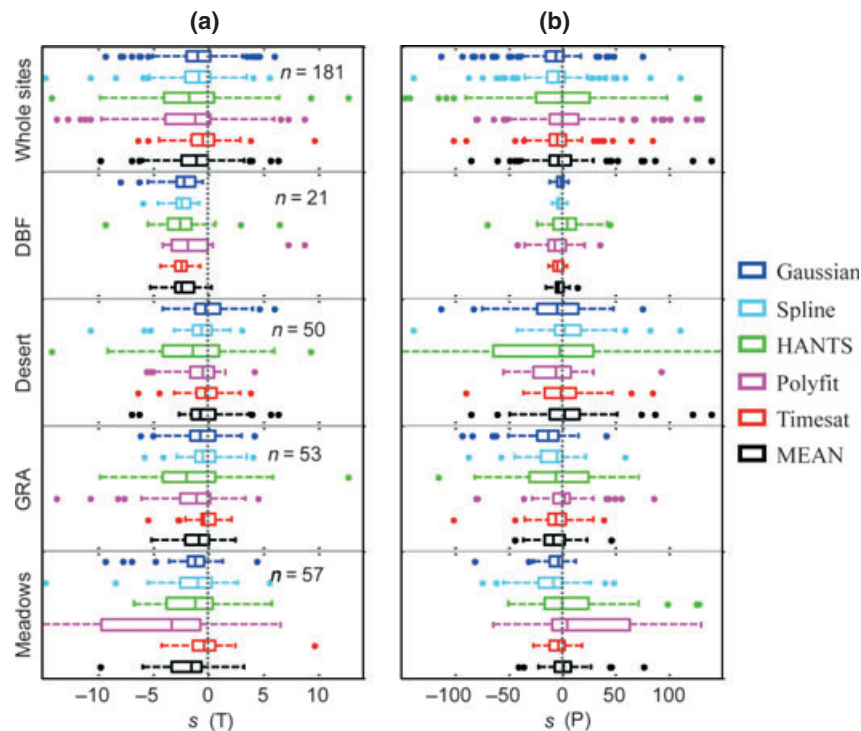 (a) (b)
Whole sites
n = 181
DBF
n = 21
Desert
n = 50
GRA
n = 53
Meadows
n = 57
−10 −5 0 5 10
s (T)
−100 −50 0 50 100
s (P)
Gaussian
Spline
HANTS
Polyfit
Timesat
MEAN